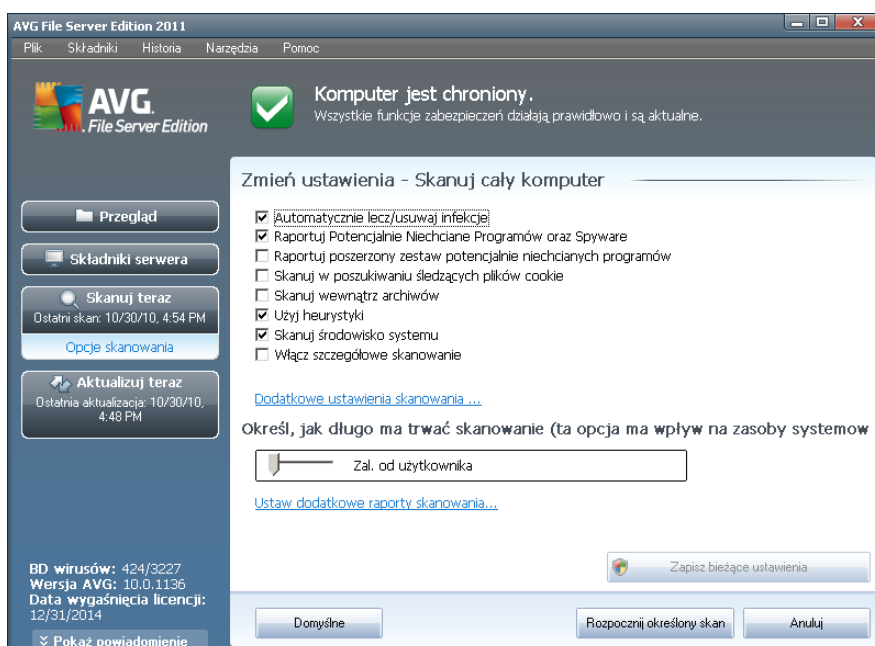 AVG File Server Edition 2011
Plik Składniki Historia Narzędzia Pomoc
AVG.
File Server Edition
Komputer jest chroniony.
Wszystkie funkcje zabezpieczeń działają prawidłowo i są aktualne.
Przegląd
Składniki serwera
Skanuj teraz
Ostatni skan: 10/30/10, 4:54 PM
Opcje skanowania
Aktualizuj teraz
Ostatnia aktualizacja: 10/30/10,
4:48 PM
BD wirusów: 424/3227
Wersja AVG: 10.0.1136
Data wygaśnięcia licencji:
12/31/2014
Pokaż powiadomienie
Zmień ustawienia - Skanuj cały komputer
Automatycznie lecz/usuwaj infekcje
Raportuj Potencjalnie Niechciane Programów oraz Spyware
Raportuj poszerzony zestaw potencjalnie niechcianych programów
Skanuj w poszukiwaniu śledzących plików cookie
Skanuj wewnątrz archiwów
Użyj heurystyki
Skanuj środowisko systemu
Włącz szczegółowe skanowanie
Dodatkowe ustawienia skanowania ...
Określ, jak długo ma trwać skanowanie (ta opcja ma wpływ na zasoby systemow
Zal. od użytkownika
Ustaw dodatkowe raporty skanowania...
Zapisz bieżące ustawienia
Domyślne
Rozpocznij określony skan
Anuluj